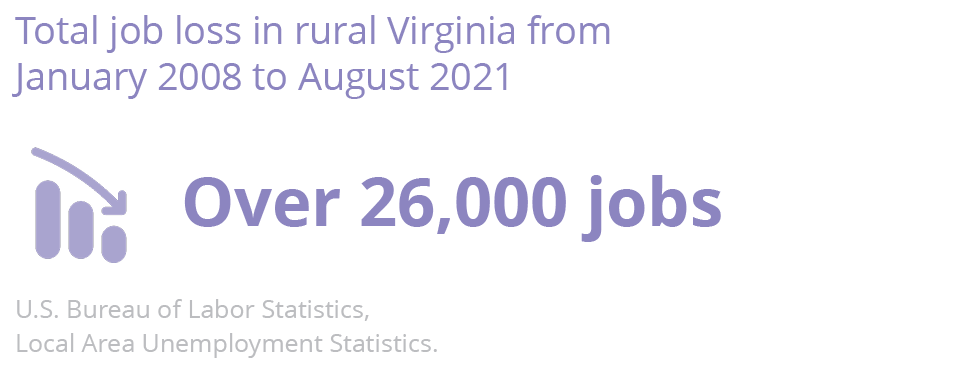 Total job loss in rural Virginia from
January 2008 to August 2021
Over 26,000 jobs
U.S. Bureau of Labor Statistics,
Local Area Unemployment Statistics.